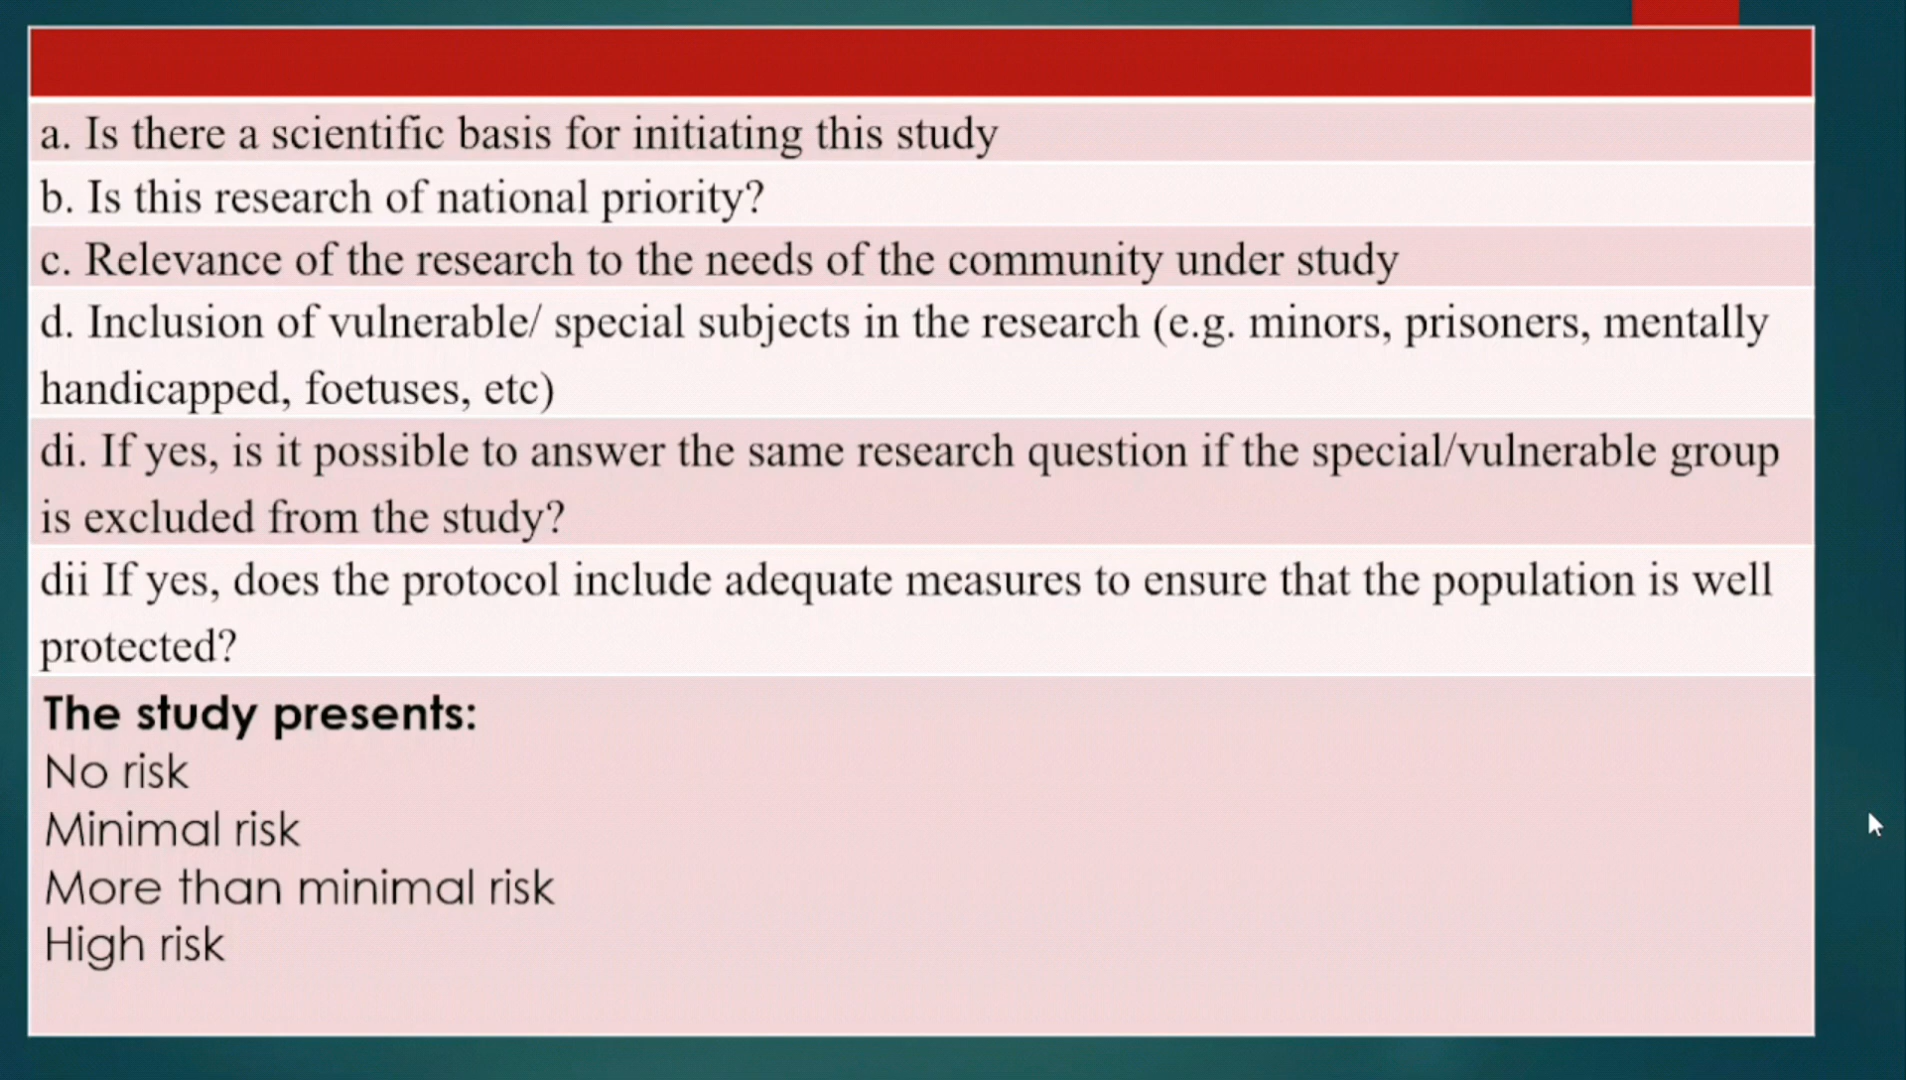 a. Is there a scientific basis for initiating this study
b. Is this research of national priority?
c. Relevance of the research to the needs of the community under study
d. Inclusion of vulnerable/ special subjects in the research (e.g. minors, prisoners, mentally
handicapped, foetuses, etc)
di. If yes, is it possible to answer the same research question if the special/vulnerable group
is excluded from the study?
dii If yes, does the protocol include adequate measures to ensure that the population is well
protected?
The study presents:
No risk
Minimal risk
More than minimal risk
High risk